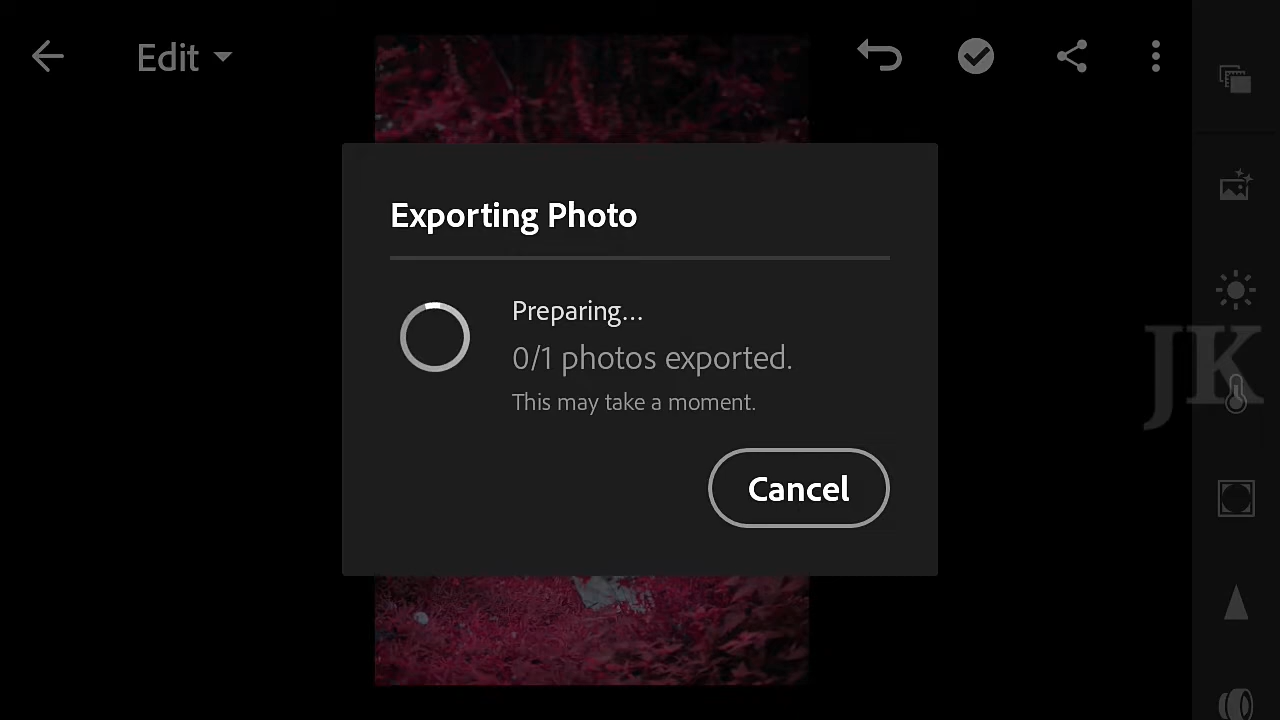 Edit
Exporting Photo
Preparing...
0/1 photos exported.
This may take a moment.
Cancel
JK